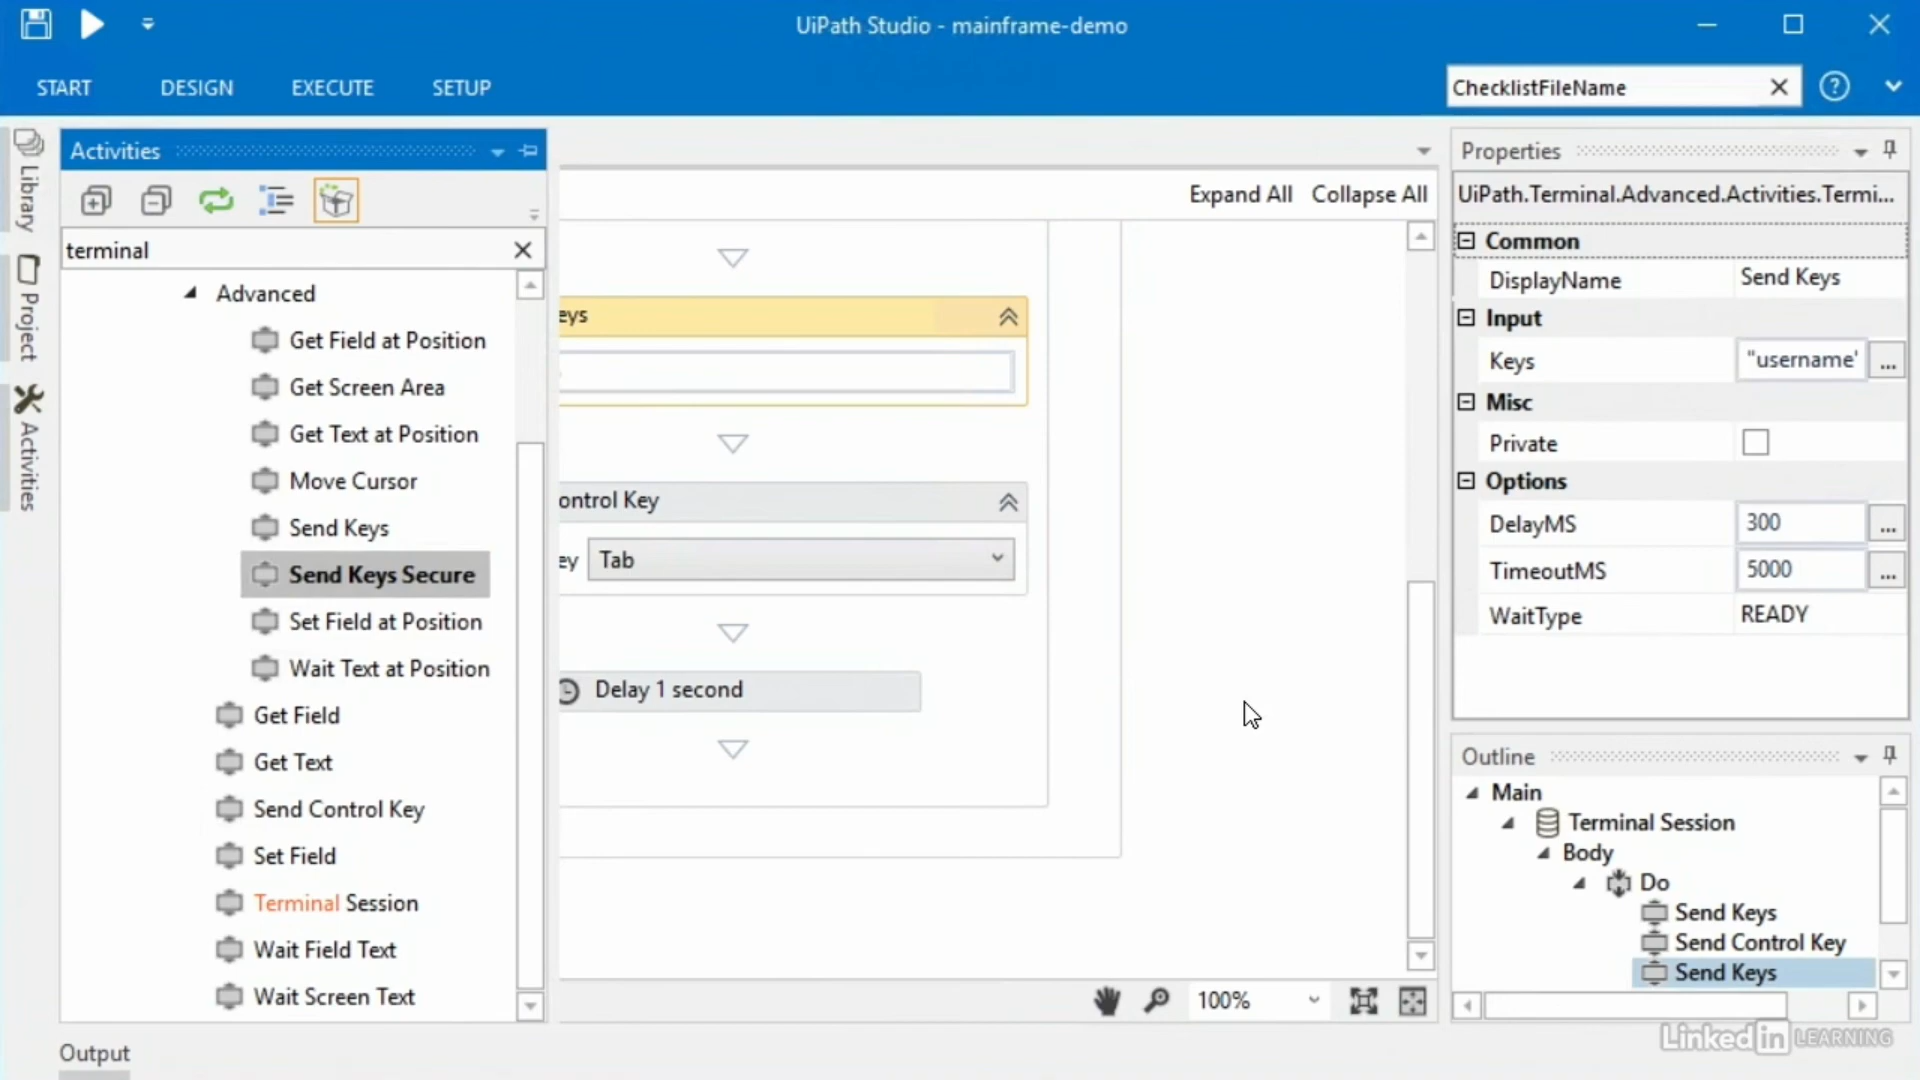 UiPath Studio - mainframe-demo
START DESIGN EXECUTE SETUP
ChecklistFileName
Library
Project
Activities
Activities
terminal
Advanced
Get Field at Position
Get Screen Area
Get Text at Position
Move Cursor
Send Keys
Send Keys Secure
Set Field at Position
Wait Text at Position
Get Field
Get Text
Send Control Key
Set Field
Terminal Session
Wait Field Text
Wait Screen Text
Expand All Collapse All
eys
ontrol Key
ey Tab
Delay 1 second
100%
Properties
UiPath.Terminal.Advanced.Activities.Termi...
Common
DisplayName Send Keys
Input
Keys "username" ...
Misc
Private
Options
DelayMS 300 ...
TimeoutMS 5000 ...
WaitType READY
Outline
Main
Terminal Session
Body
Do
Send Keys
Send Control Key
Send Keys
Output
LinkedIn LEARNING